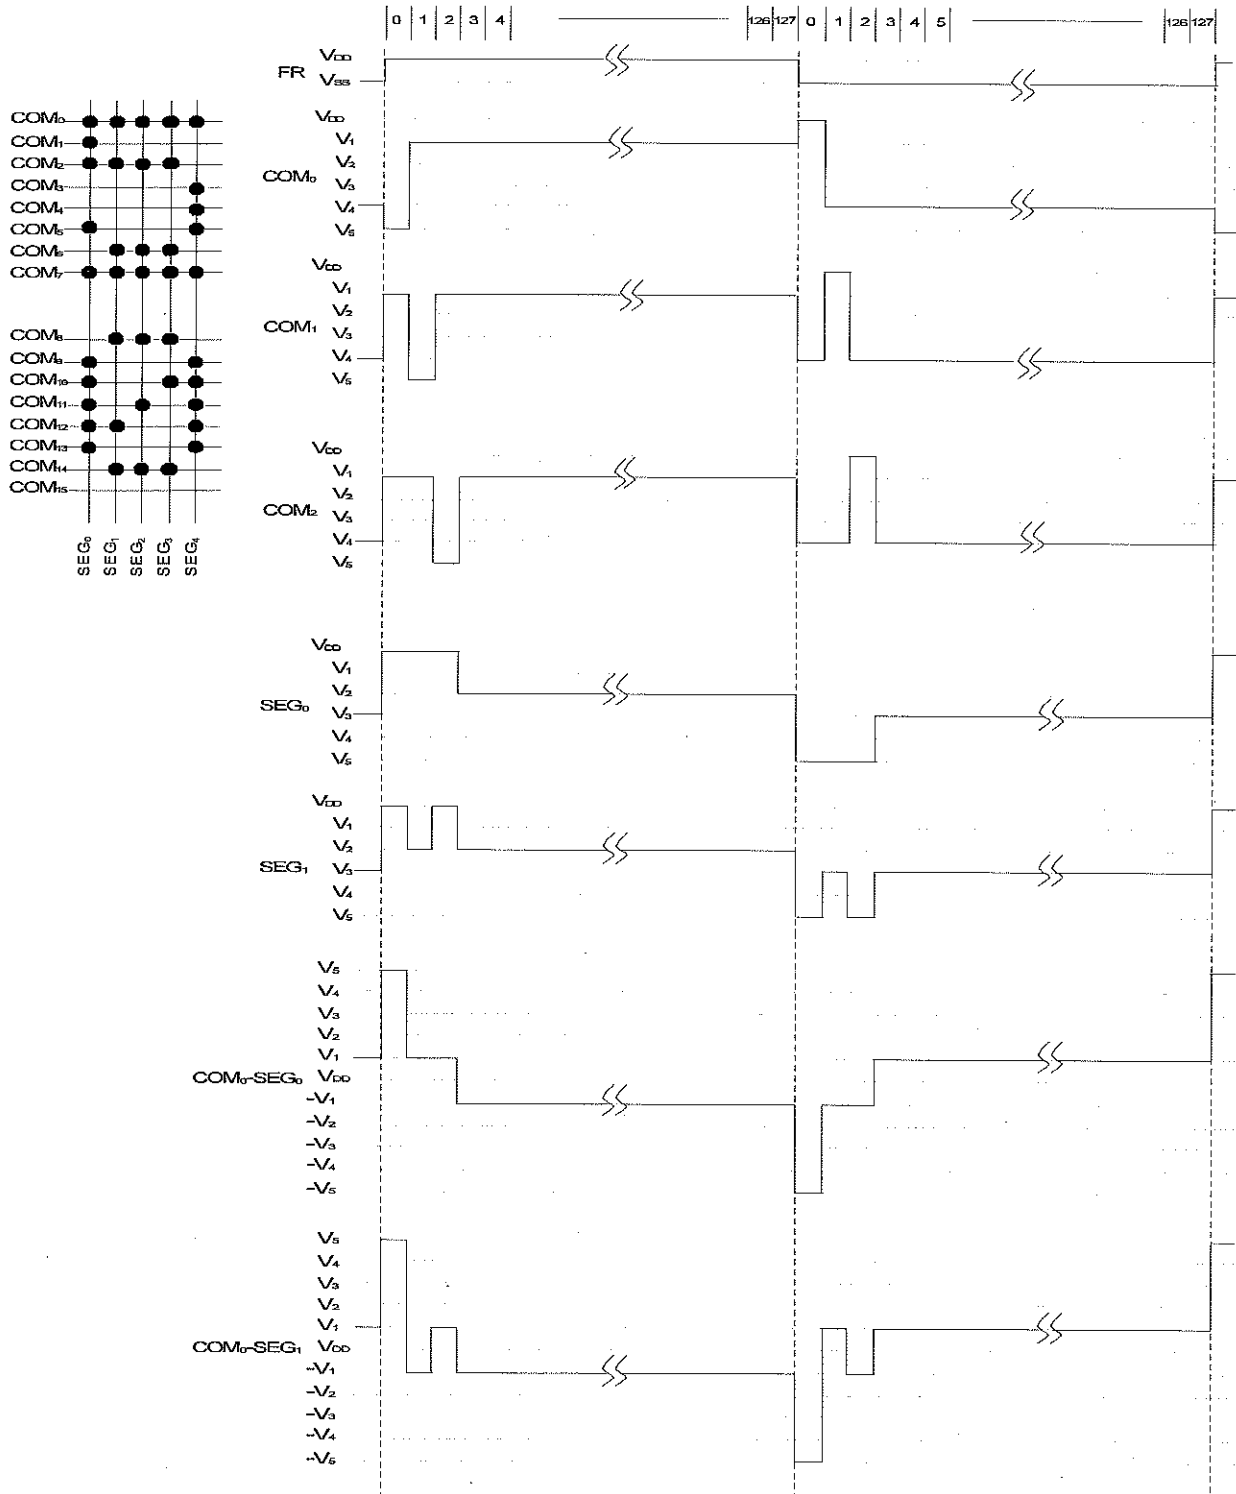 0 1 2 3 4 126 127 0 1 2 3 4 5 126 127
FR
VDD
VSS
COM0
COM1
COM2
COM3
COM4
COM5
COM6
COM7
COM8
COM9
COM10
COM11
COM12
COM13
COM14
COM15
SEG0
SEG1
SEG2
SEG3
SEG4
COM0
VDD
V1
V2
V3
V4
V5
COM1
VDD
V1
V2
V3
V4
V5
COM2
VDD
V1
V2
V3
V4
V5
SEG0
VDD
V1
V2
V3
V4
V5
SEG1
VDD
V1
V2
V3
V4
V5
COM0-SEG0
V5
V4
V3
V2
V1
VDD
-V1
-V2
-V3
-V4
-V5
COM0-SEG1
V5
V4
V3
V2
V1
VDD
-V1
-V2
-V3
-V4
-V5